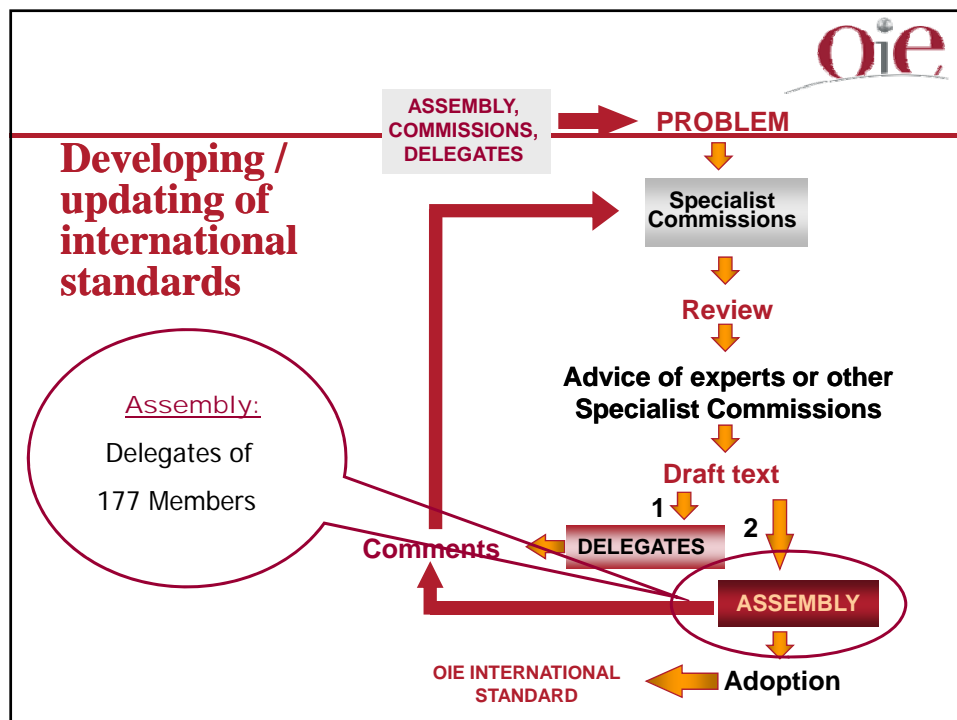 oie
ASSEMBLY,
COMMISSIONS,
DELEGATES
PROBLEM
Developing /
updating of
international
standards
Specialist
Commissions
Review
Advice of experts or other
Specialist Commissions
Assembly:
Delegates of
177 Members
Draft text
1
2
Comments
DELEGATES
ASSEMBLY
OIE INTERNATIONAL
STANDARD
Adoption